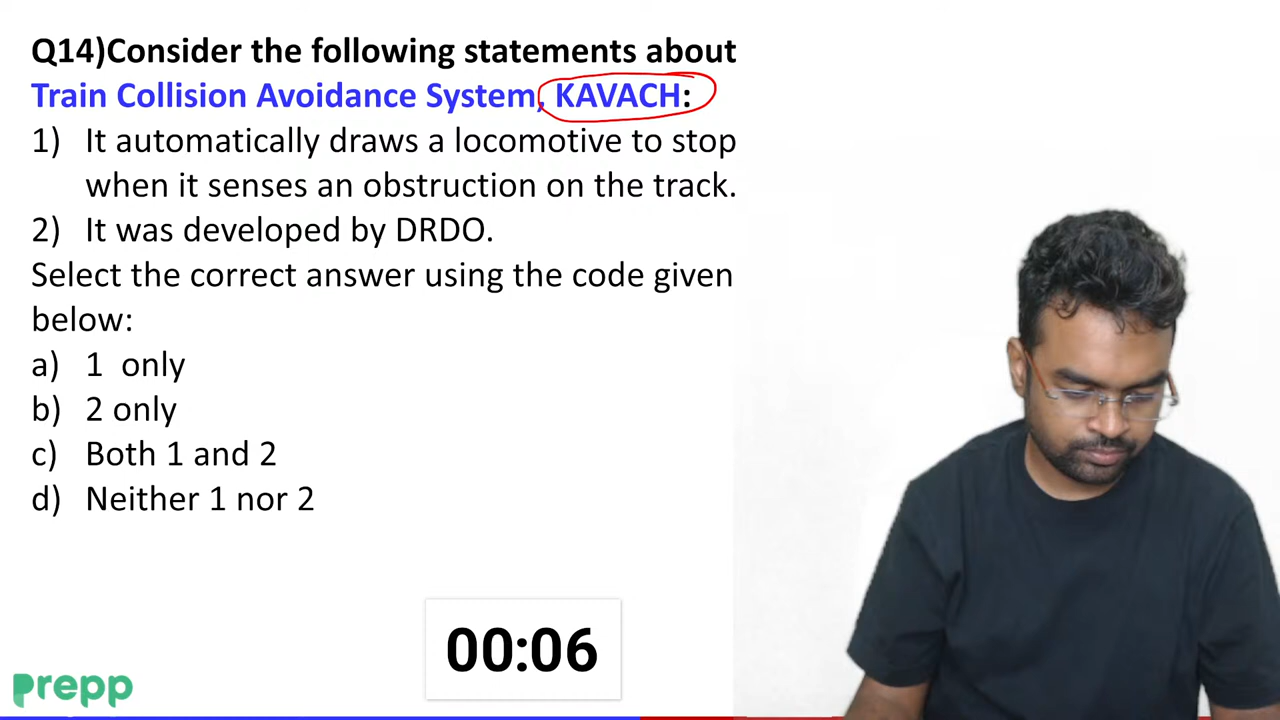 Q14)Consider the following statements about
Train Collision Avoidance System, KAVACH:
1) It automatically draws a locomotive to stop
when it senses an obstruction on the track.
2) It was developed by DRDO.
Select the correct answer using the code given
below:
a) 1 only
b) 2 only
c) Both 1 and 2
d) Neither 1 nor 2
00:06
prepp